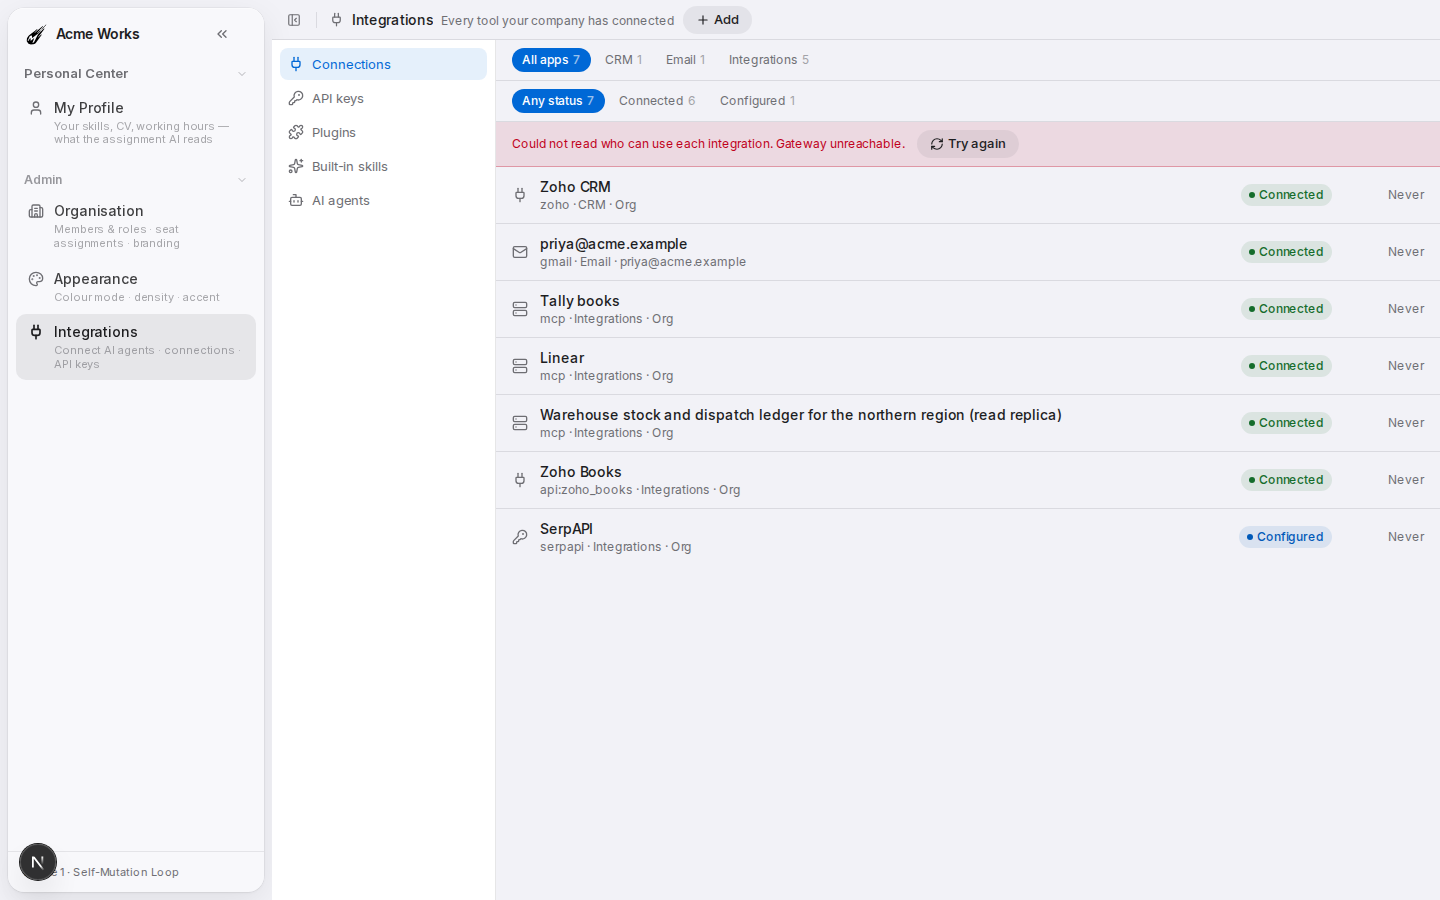 Acme Works
Personal Center
My Profile
Your skills, CV, working hours —
what the assignment AI reads
Admin
Organisation
Members & roles · seat
assignments · branding
Appearance
Colour mode · density · accent
Integrations
Connect AI agents · connections ·
API keys
1 · Self-Mutation Loop
Integrations Every tool your company has connected + Add
Connections
API keys
Plugins
Built-in skills
AI agents
All apps 7 CRM 1 Email 1 Integrations 5
Any status 7 Connected 6 Configured 1
Could not read who can use each integration. Gateway unreachable. Try again
Zoho CRM
zoho · CRM · Org
Connected Never
priya@acme.example
gmail · Email · priya@acme.example
Connected Never
Tally books
mcp · Integrations · Org
Connected Never
Linear
mcp · Integrations · Org
Connected Never
Warehouse stock and dispatch ledger for the northern region (read replica)
mcp · Integrations · Org
Connected Never
Zoho Books
api:zoho_books · Integrations · Org
Connected Never
SerpAPI
serpapi · Integrations · Org
Configured Never